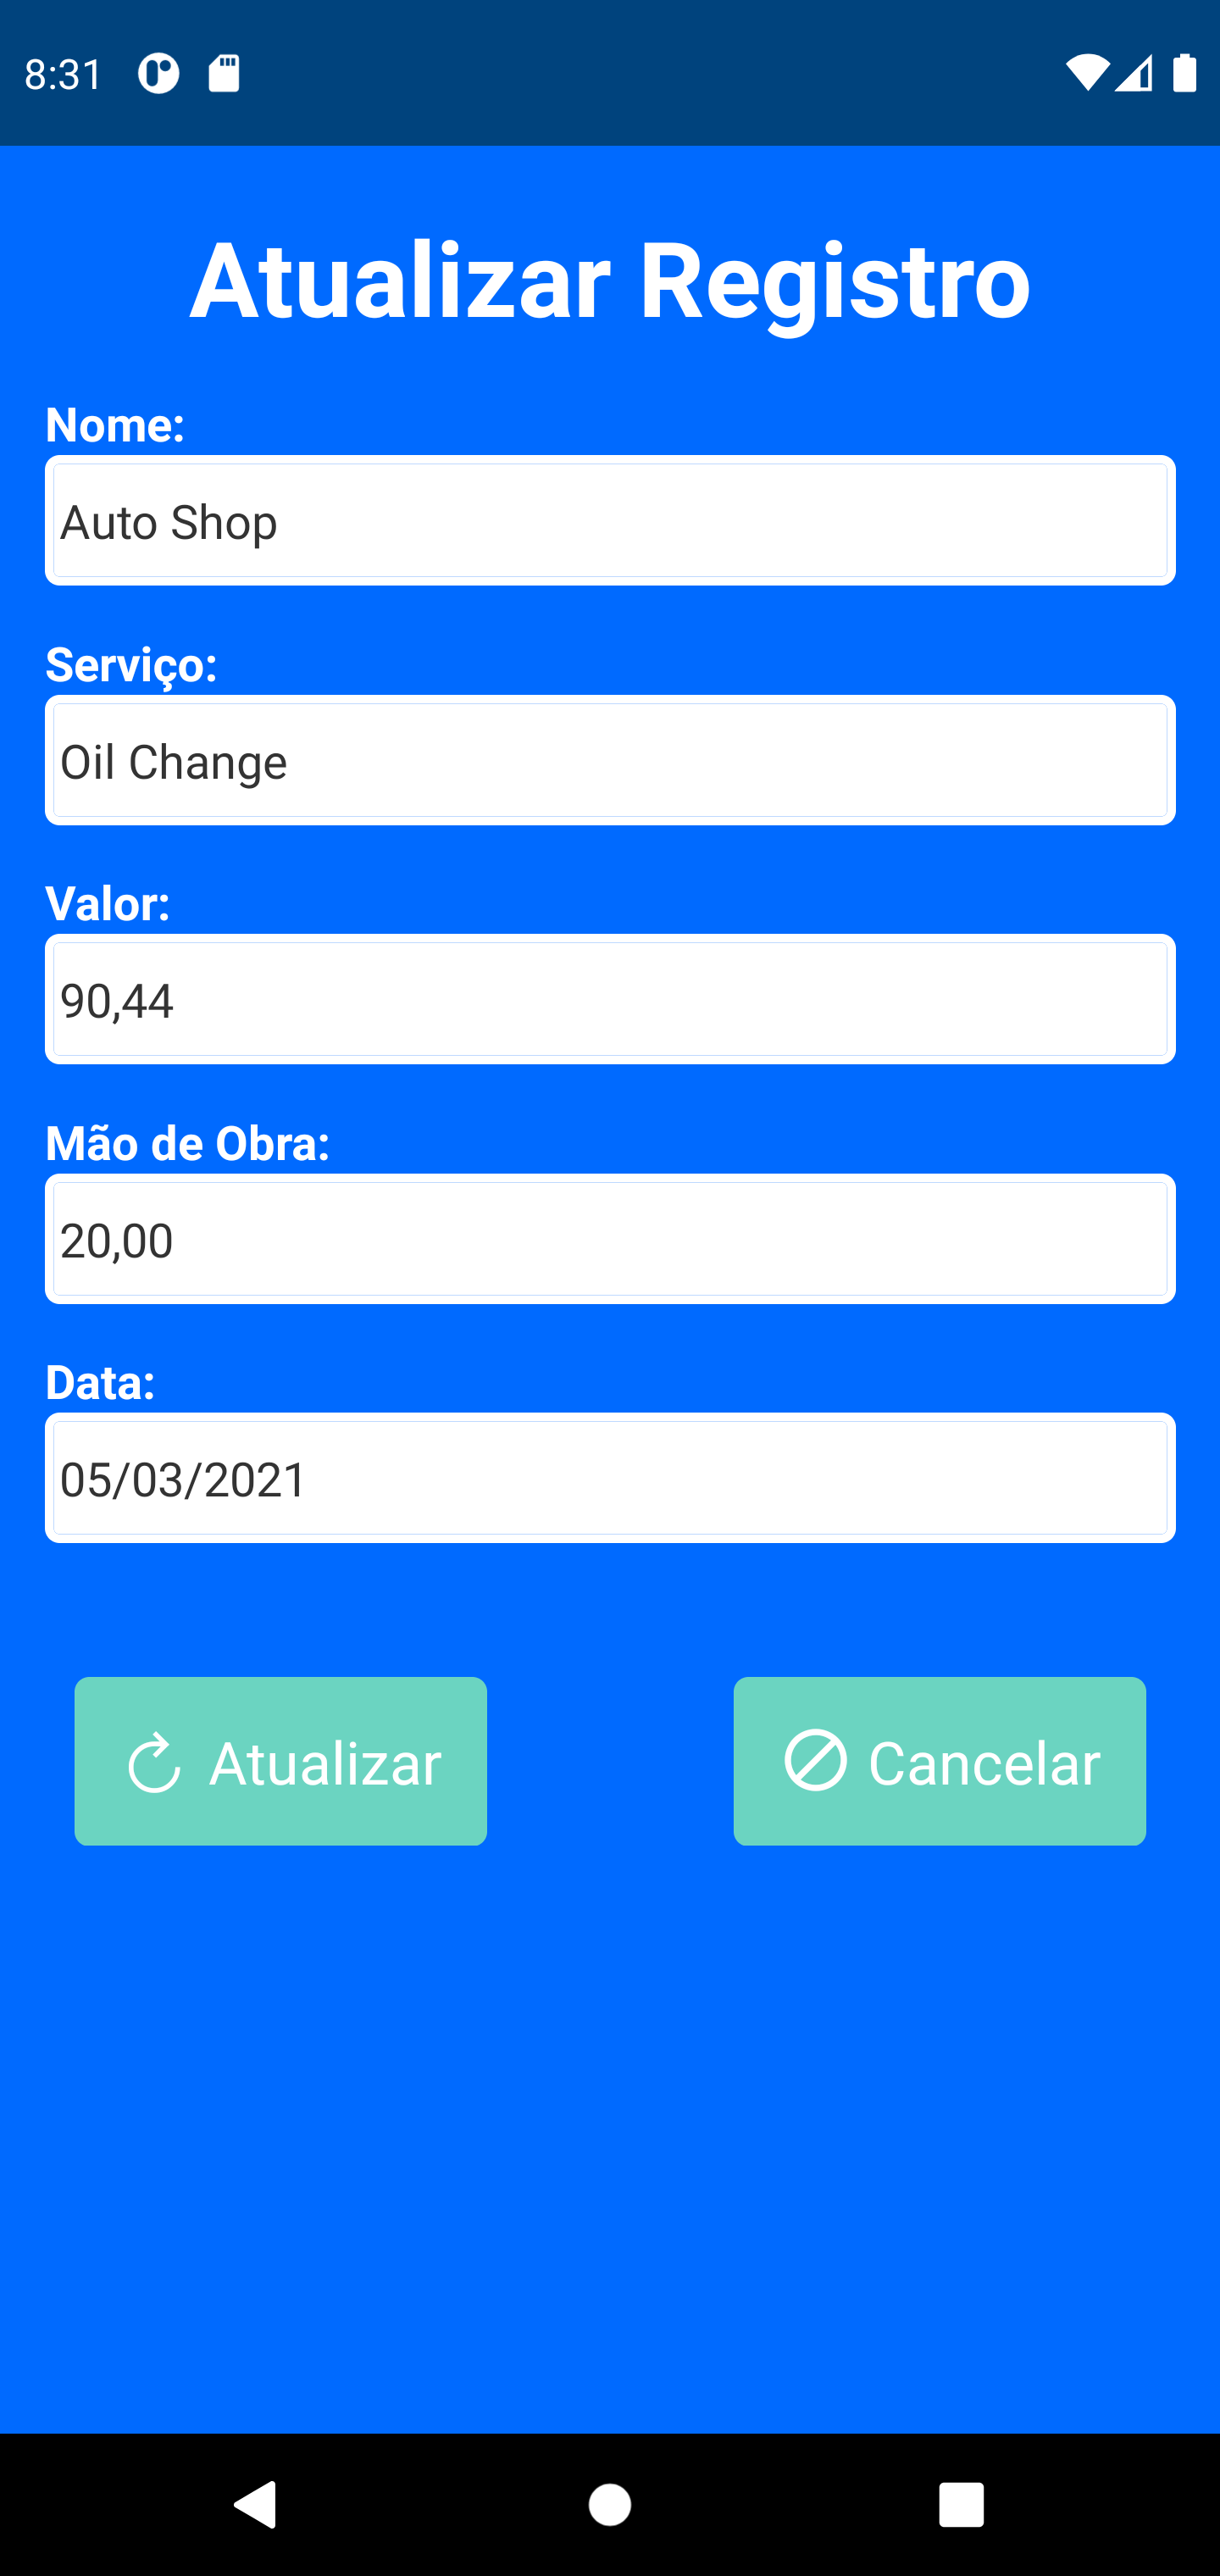 8:31
Atualizar Registro
Nome:
Auto Shop
Serviço:
Oil Change
Valor:
90,44
Mão de Obra:
20,00
Data:
05/03/2021
Atualizar
Cancelar